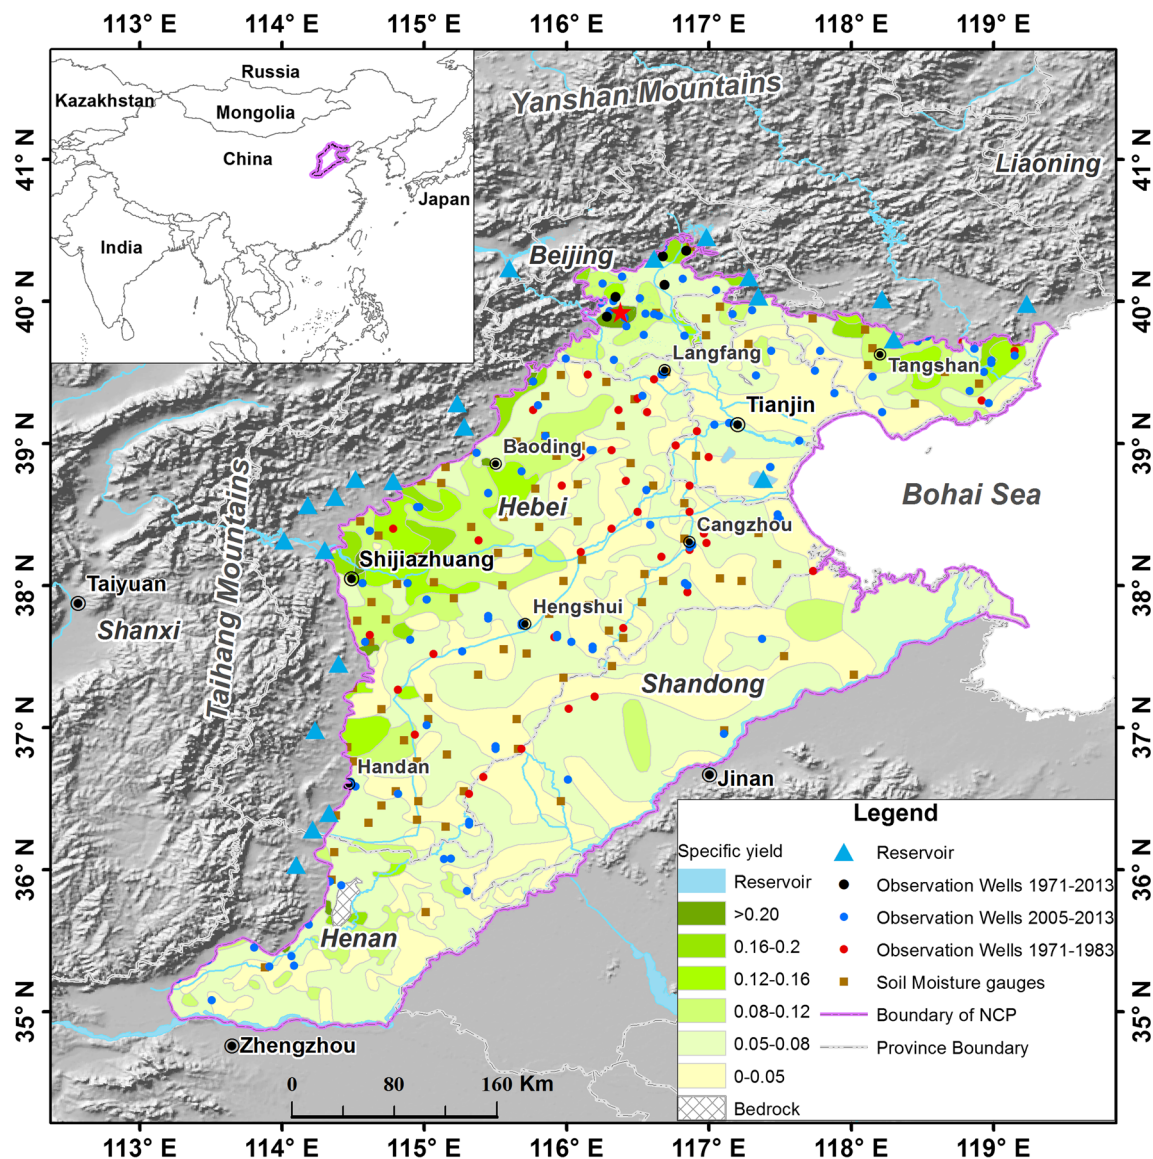 113° E 114° E 115° E 116° E 117° E 118° E 119° E
Russia
Kazakhstan
Mongolia
China
Japan
India
Yanshan Mountains
Liaoning
41° N
41° N
Beijing
40° N
40° N
Langfang
Tangshan
Tianjin
39° N
39° N
Baoding
Hebei
Bohai Sea
Cangzhou
Shijiazhuang
Taihang Mountains
38° N
38° N
Taiyuan
Shanxi
Hengshui
Shandong
37° N
37° N
Handan
Jinan
36° N
36° N
Henan
35° N
35° N
Zhengzhou
0 80 160 Km
Legend
Specific yield
Reservoir
>0.20
0.16-0.2
0.12-0.16
0.08-0.12
0.05-0.08
0-0.05
Bedrock
Reservoir
Observation Wells 1971-2013
Observation Wells 2005-2013
Observation Wells 1971-1983
Soil Moisture gauges
Boundary of NCP
Province Boundary
113° E 114° E 115° E 116° E 117° E 118° E 119° E